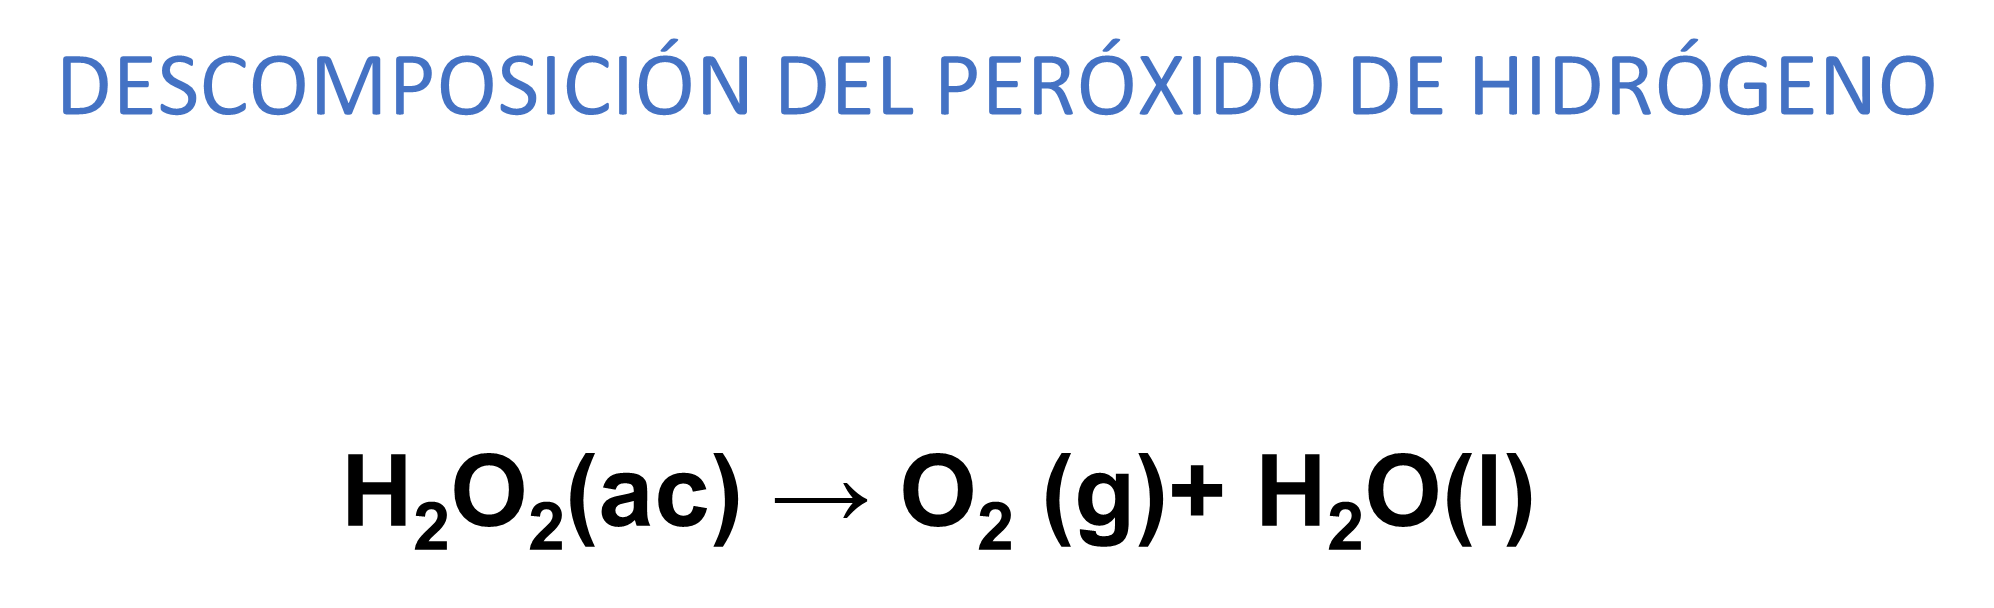 DESCOMPOSICIÓN DEL PERÓXIDO DE HIDRÓGENO
H₂O₂(ac) → O₂ (g)+ H₂O(l)